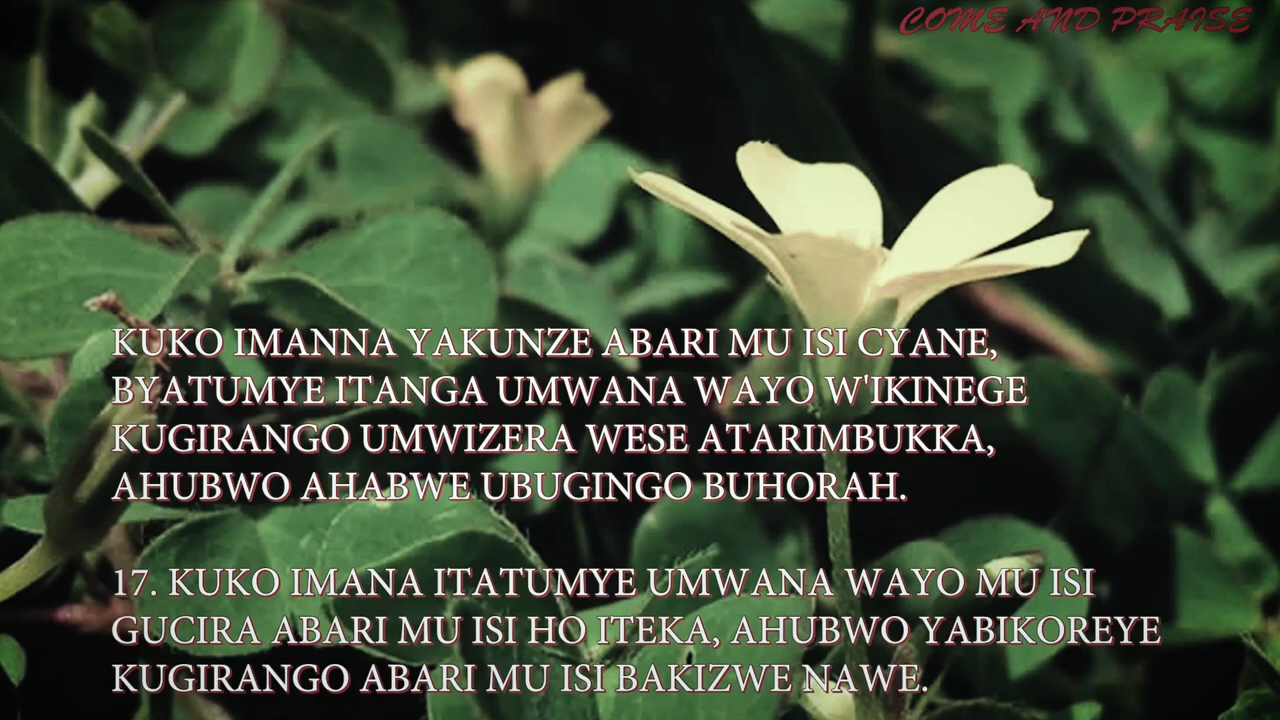 COME AND PRAISE
KUKO IMANNA YAKUNZE ABARI MU ISI CYANE,
BYATUMYE ITANGA UMWANA WAYO W'IKINEGE
KUGIRANGO UMWIZERA WESE ATARIMBUKKA,
AHUBWO AHABWE UBUGINGO BUHORAH.
17. KUKO IMANA ITATUMYE UMWANA WAYO MU ISI
GUCIRA ABARI MU ISI HO ITEKA, AHUBWO YABIKOREYE
KUGIRANGO ABARI MU ISI BAKIZWE NAWE.